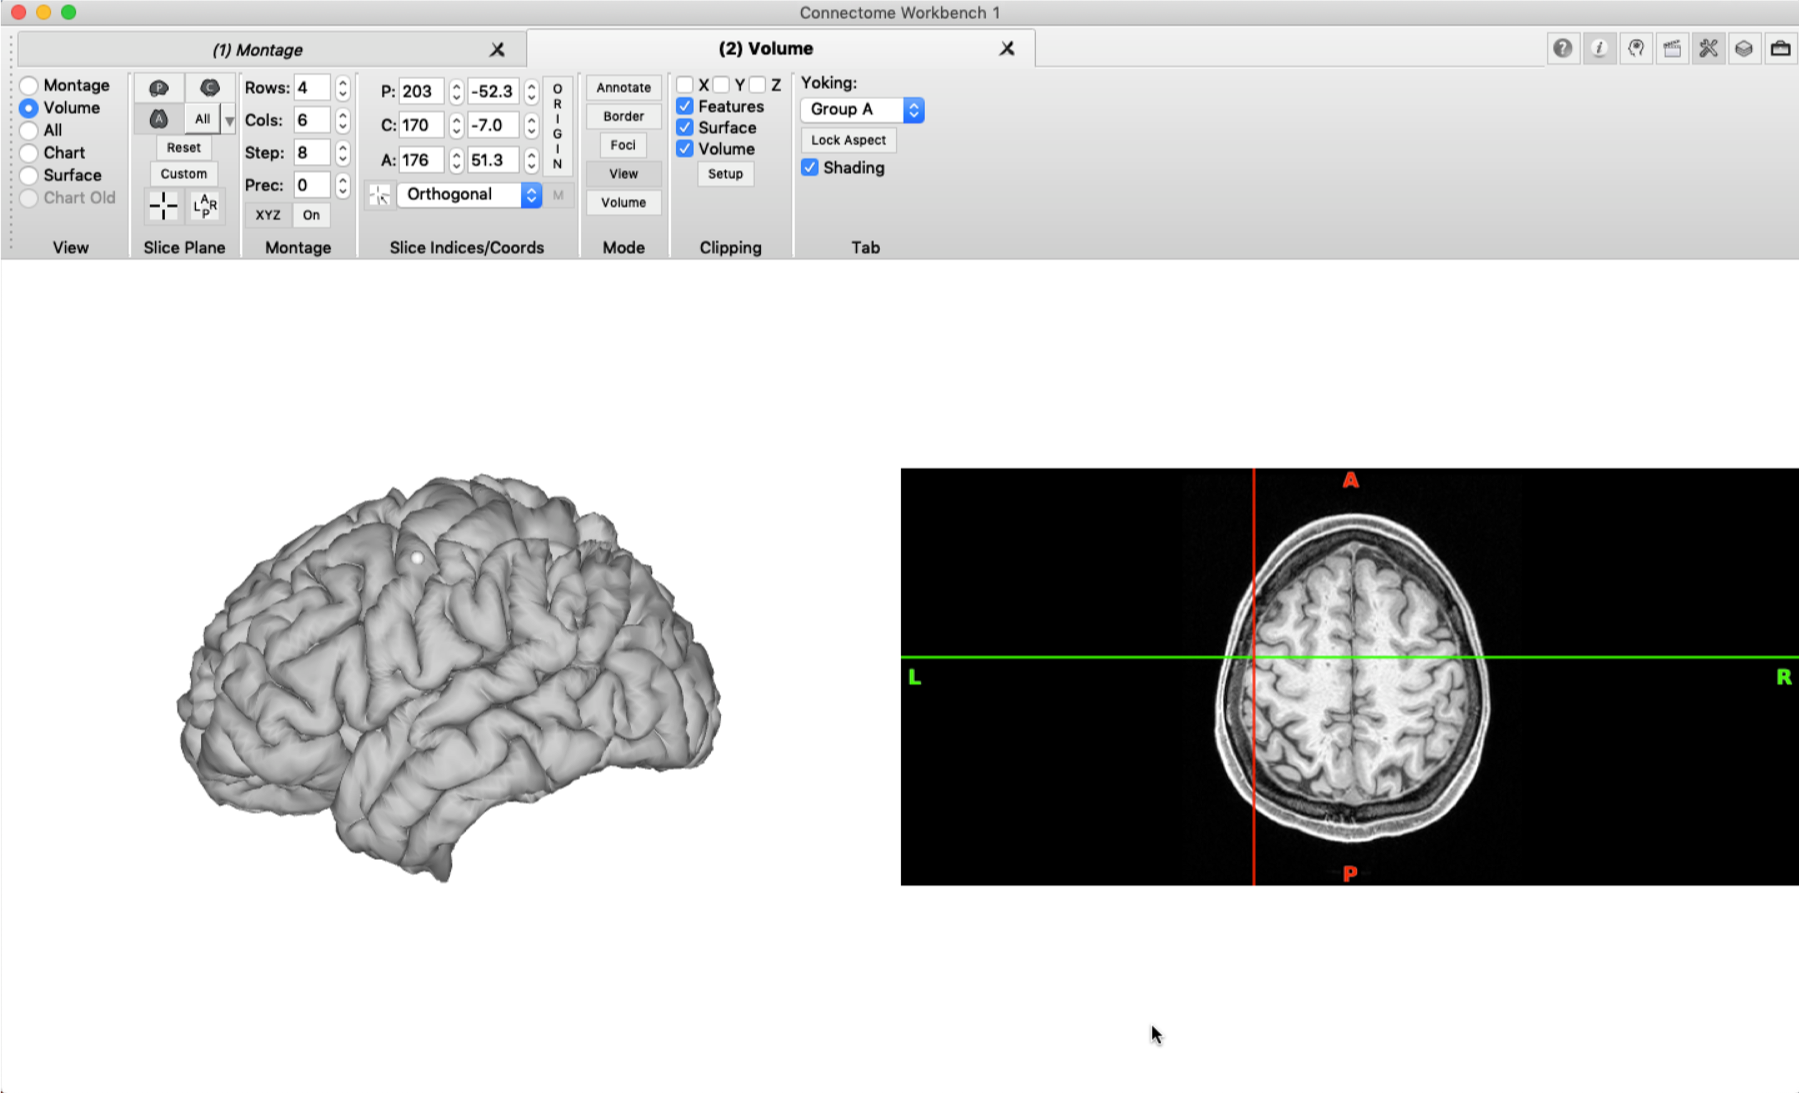 Connectome Workbench 1
(1) Montage
(2) Volume
Montage
Volume
All
Chart
Surface
Chart Old
View
P
C
A
All
Reset
Custom
L A R P
Slice Plane
Rows: 4
Cols: 6
Step: 8
Prec: 0
XYZ On
Montage
P: 203 -52.3
C: 170 -7.0
A: 176 51.3
ORIGIN
Orthogonal M
Slice Indices/Coords
Annotate
Border
Foci
View
Volume
Mode
X Y Z
Features
Surface
Volume
Setup
Clipping
Yoking:
Group A
Lock Aspect
Shading
Tab
? i
A
L R
P